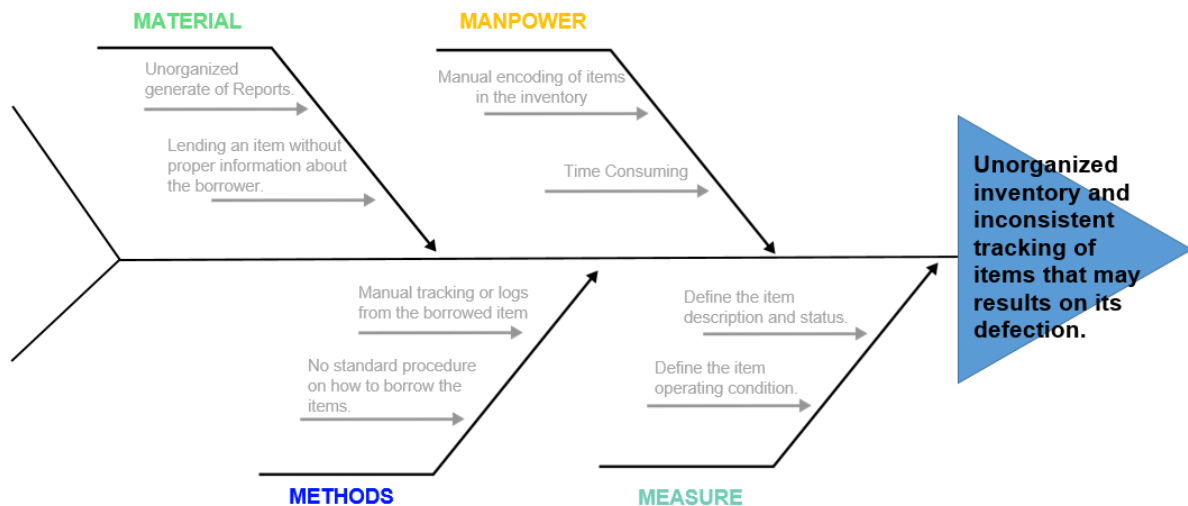 MATERIAL
Unorganized
generate of Reports.
Lending an item without
proper information about
the borrower.
MANPOWER
Manual encoding of items
in the inventory
Time Consuming
Unorganized
inventory and
inconsistent
tracking of
items that may
results on its
defection.
Manual tracking or logs
from the borrowed item
No standard procedure
on how to borrow the
items.
METHODS
Define the item
description and status.
Define the item
operating condition.
MEASURE